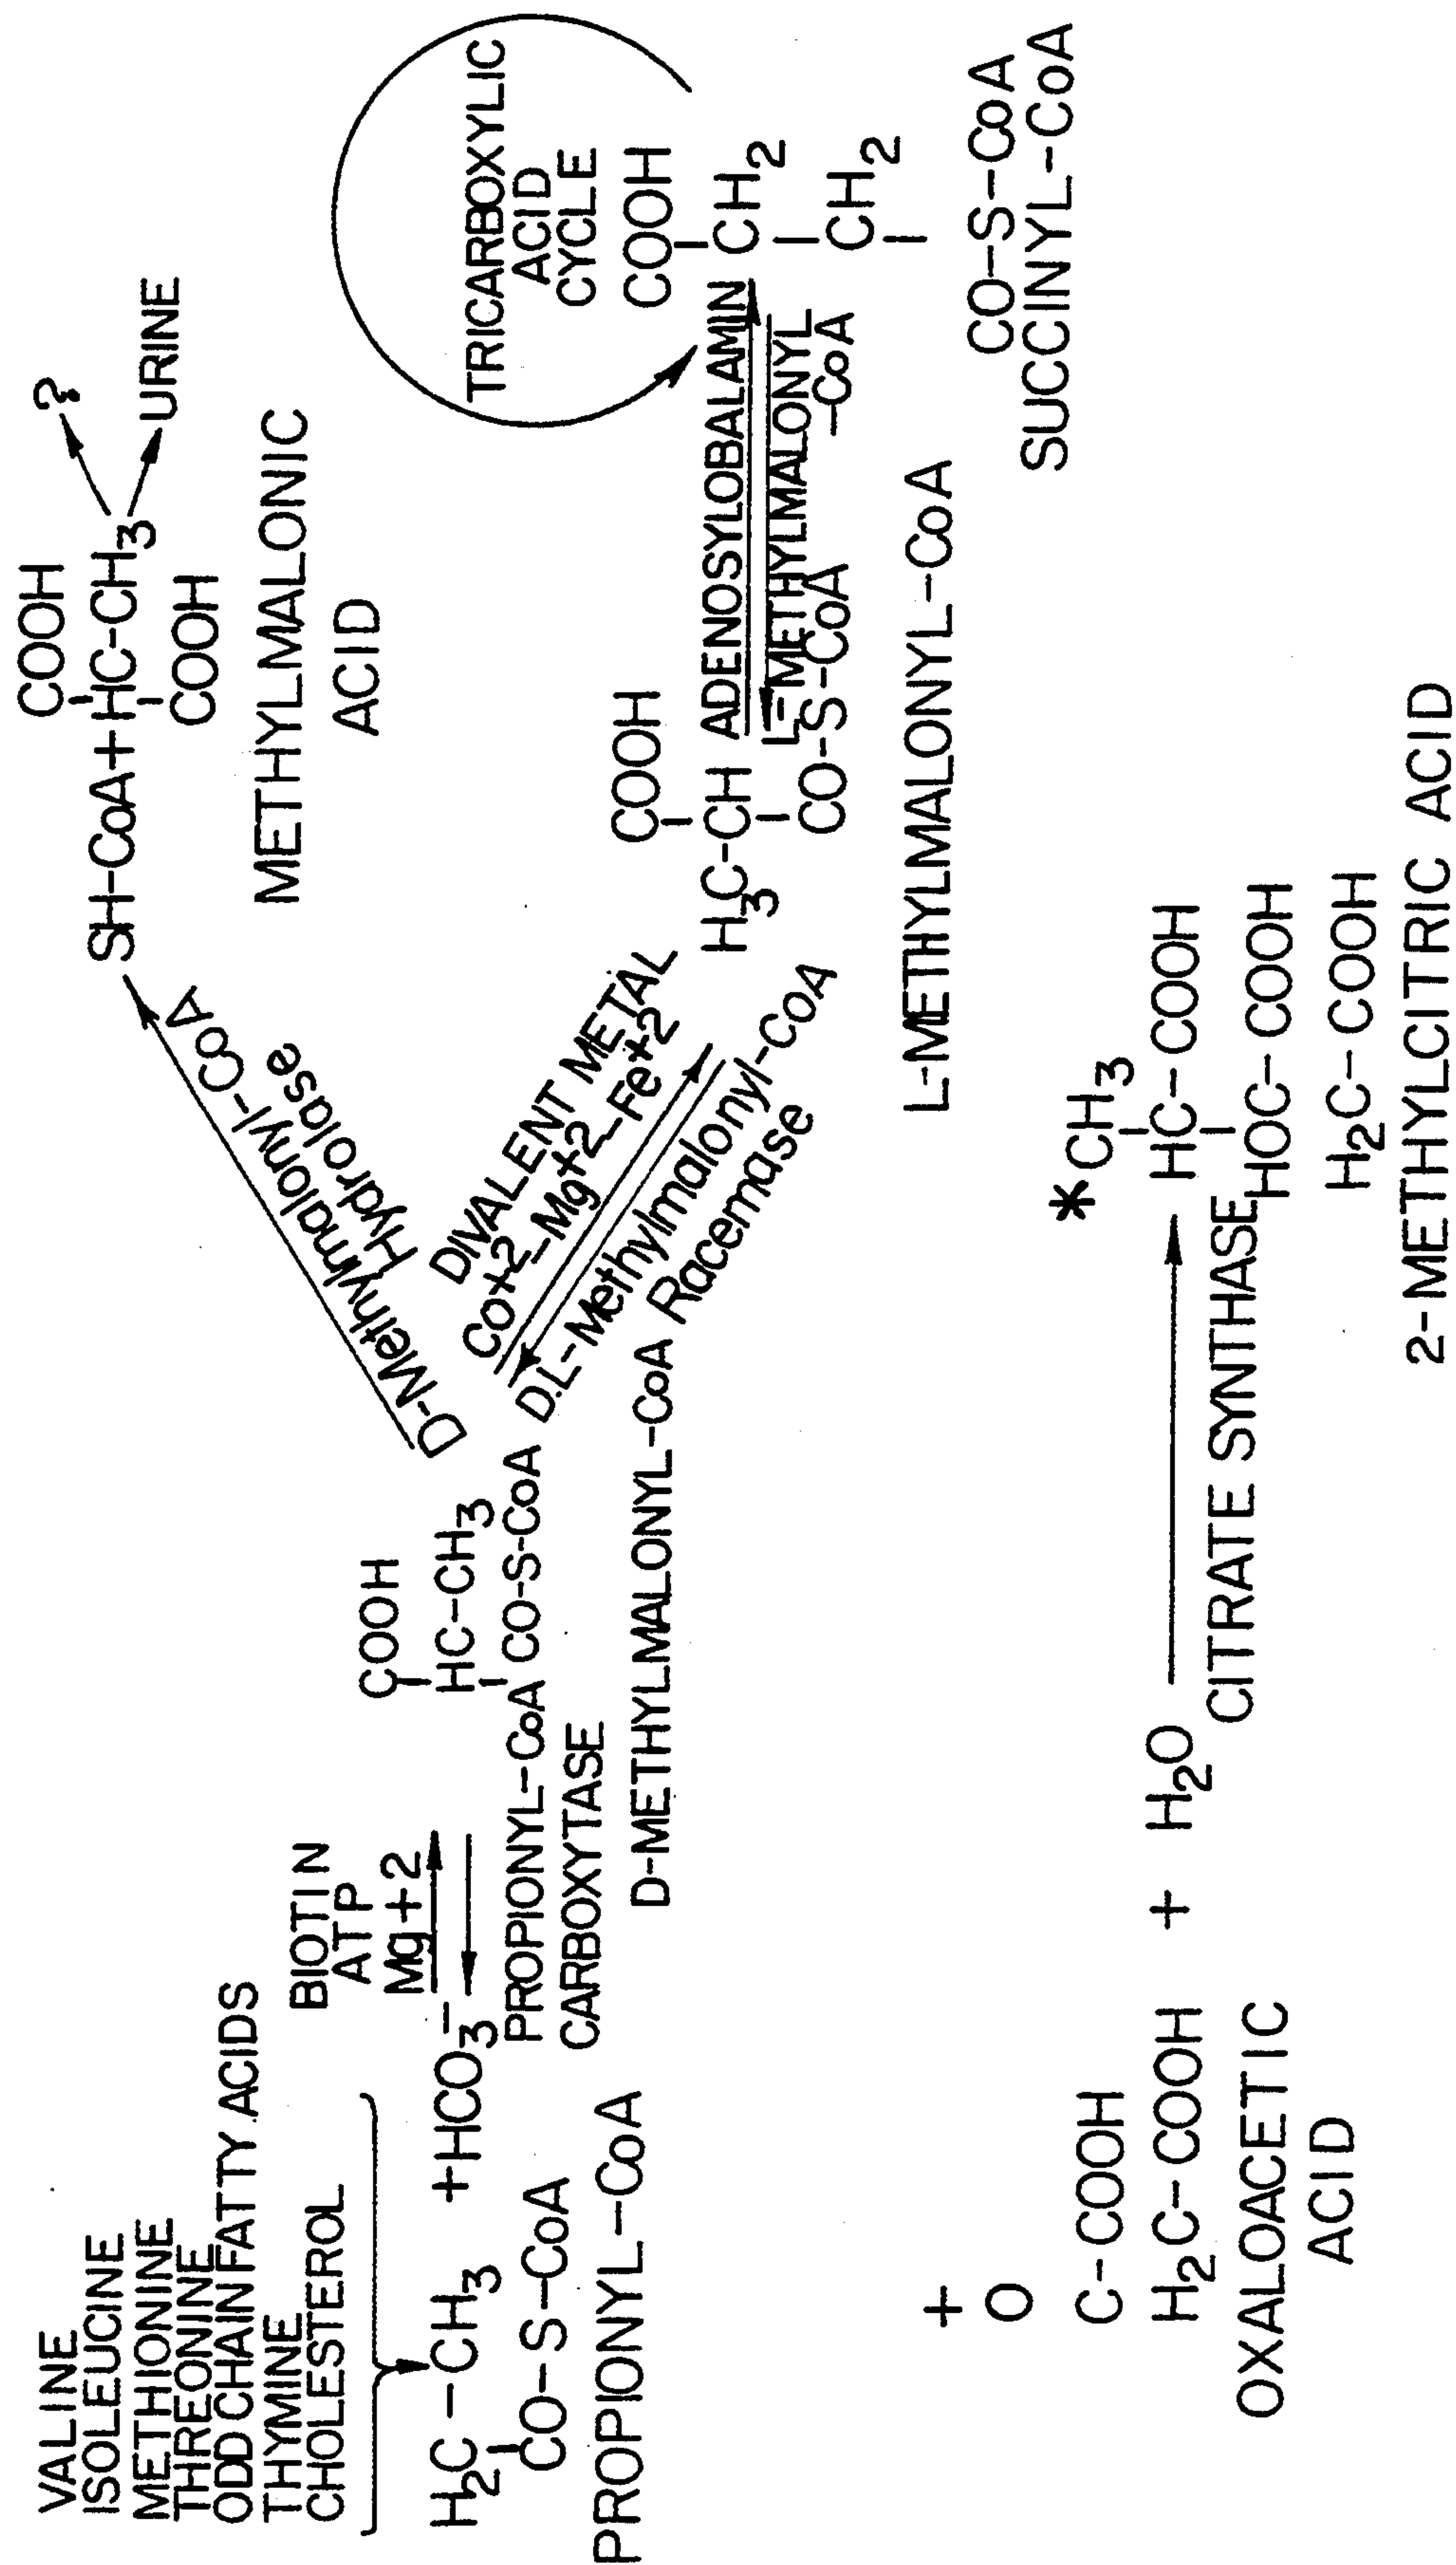 VALINE
ISOLEUCINE
METHIONINE
THREONINE
ODD CHAIN FATTY ACIDS
THYMINE
CHOLESTEROL
H2C-CH3 +HCO3-
CO-S-CoA
PROPIONYL-CoA
BIOTIN
ATP
Mg+2
PROPIONYL-CoA
CARBOXYTASE
COOH
HC-CH3
CO-S-CoA
D-METHYLMALONYL-CoA
D-Methylmalonyl-CoA
Hydrolase
SH-CoA+HC-CH3
COOH
COOH
?
URINE
METHYLMALONIC
ACID
DIVALENT METAL
Co+2-Mg+2-Fe+2
D.L-Methylmalonyl-CoA
Racemase
COOH
H3C-CH
CO-S-CoA
L-METHYLMALONYL-CoA
ADENOSYLOBALAMIN
L-METHYLMALONYL
-CoA
TRICARBOXYLIC
ACID
CYCLE
COOH
CH2
CH2
CO-S-CoA
SUCCINYL-CoA
+
O
C-COOH
H2C-COOH + H2O
OXALOACETIC
ACID
CITRATE SYNTHASE
* CH3
HC-COOH
HOC-COOH
H2C-COOH
2-METHYLCITRIC ACID